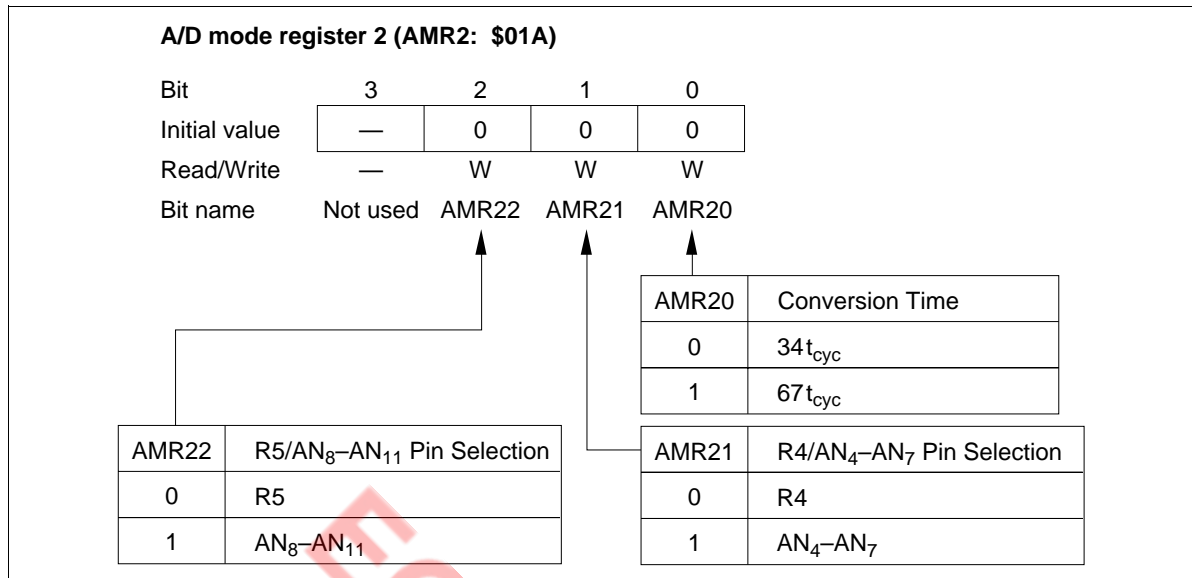 A/D mode register 2 (AMR2: $01A)
Bit 3 2 1 0
Initial value — 0 0 0
Read/Write — W W W
Bit name Not used AMR22 AMR21 AMR20
AMR20 Conversion Time
0 34tcyc
1 67tcyc
AMR22 R5/AN8–AN11 Pin Selection
0 R5
1 AN8–AN11
AMR21 R4/AN4–AN7 Pin Selection
0 R4
1 AN4–AN7